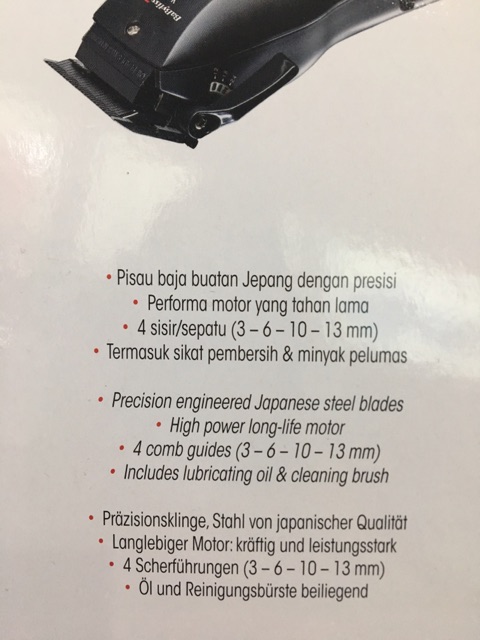 BaByliss
• Pisau baja buatan Jepang dengan presisi
• Performa motor yang tahan lama
• 4 sisir/sepatu (3 – 6 – 10 – 13 mm)
• Termasuk sikat pembersih & minyak pelumas
• Precision engineered Japanese steel blades
• High power long-life motor
• 4 comb guides (3 – 6 – 10 – 13 mm)
• Includes lubricating oil & cleaning brush
• Präzisionsklinge, Stahl von japanischer Qualität
• Langlebiger Motor: kräftig und leistungsstark
• 4 Scherführungen (3 – 6 – 10 – 13 mm)
• Öl und Reinigungsbürste beiliegend